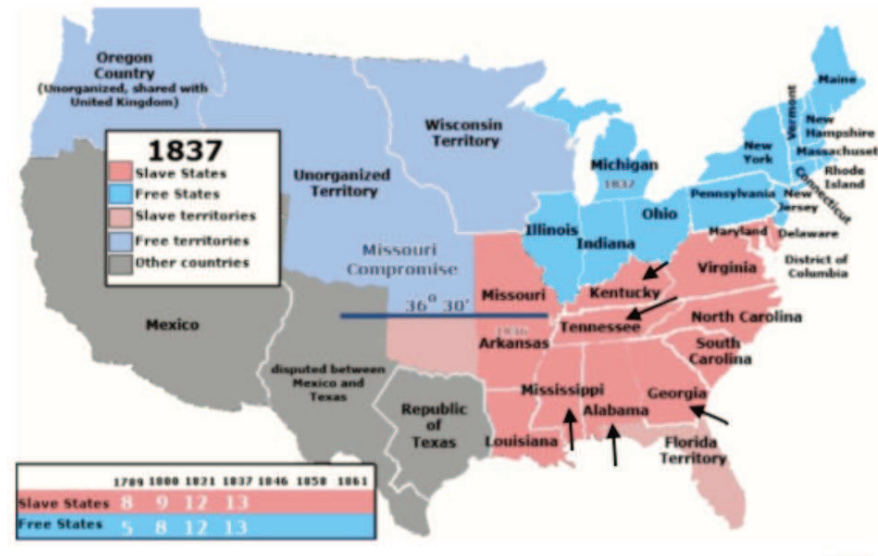 Oregon
Country
(Unorganized, shared with
United Kingdom)
Wisconsin
Territory
Maine
Vermont
New
Hampshire
Massachuset
New
York
Rhode
Island
Connecticut
Michigan
1837
1837
Slave States
Free States
Slave territories
Free territories
Other countries
Unorganized
Territory
Pennsylvania
New
Jersey
Ohio
Illinois
Indiana
Maryland
Delaware
District of
Columbia
Missouri
Compromise
36° 30'
Missouri
Kentucky
Virginia
Mexico
Tennessee
North Carolina
1836
Arkansas
South
Carolina
disputed between
Mexico and
Texas
Mississippi
Georgia
Alabama
Republic
of
Texas
Louisiana
Florida
Territory
1789 1800 1821 1837 1846 1858 1861
Slave States 8 9 12 13
Free States 5 8 12 13